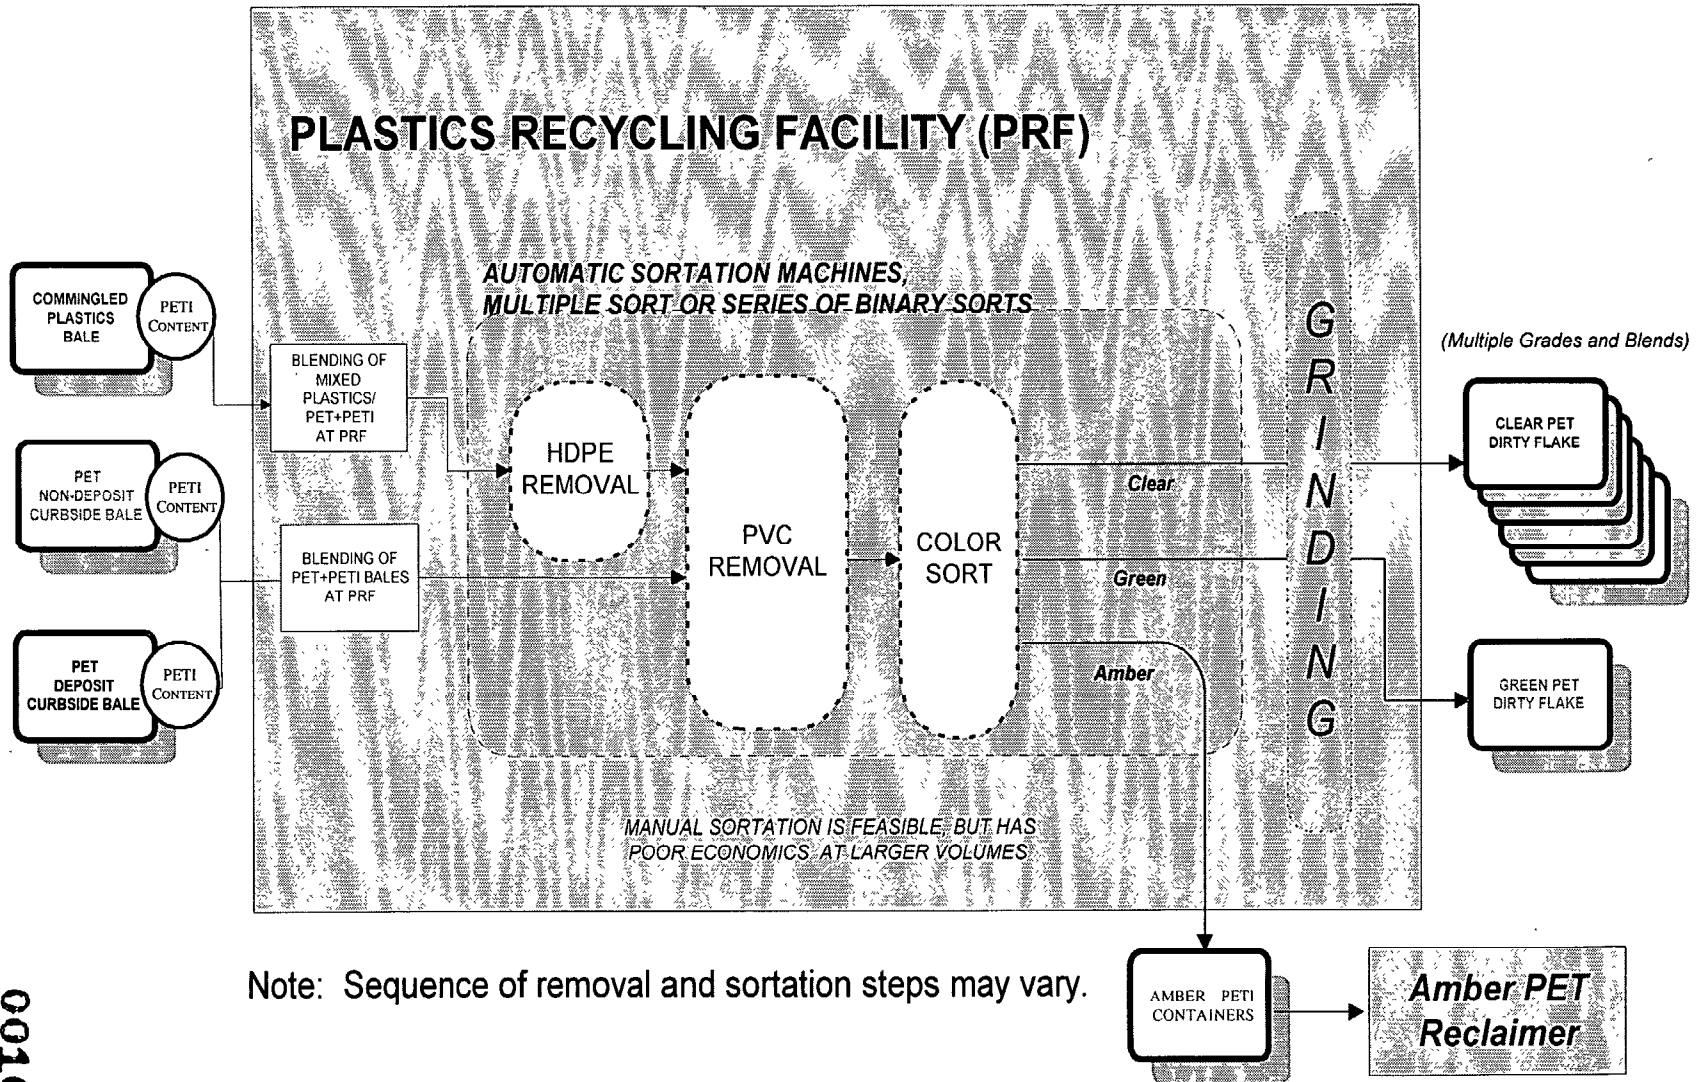 PLASTICS RECYCLING FACILITY (PRF)
AUTOMATIC SORTATION MACHINES,
MULTIPLE SORT OR SERIES OF BINARY SORTS
COMMINGLED
PLASTICS
BALE
PETI
CONTENT
PET
NON-DEPOSIT
CURBSIDE BALE
PETI
CONTENT
PET
DEPOSIT
CURBSIDE BALE
PETI
CONTENT
BLENDING OF
MIXED
PLASTICS/
PET+PETI
AT PRF
BLENDING OF
PET+PETI BALES
AT PRF
HDPE
REMOVAL
PVC
REMOVAL
COLOR
SORT
Clear
Green
Amber
GRINDING
(Multiple Grades and Blends)
CLEAR PET
DIRTY FLAKE
GREEN PET
DIRTY FLAKE
MANUAL SORTATION IS FEASIBLE, BUT HAS
POOR ECONOMICS AT LARGER VOLUMES
Note: Sequence of removal and sortation steps may vary.
AMBER PETI
CONTAINERS
Amber PET
Reclaimer